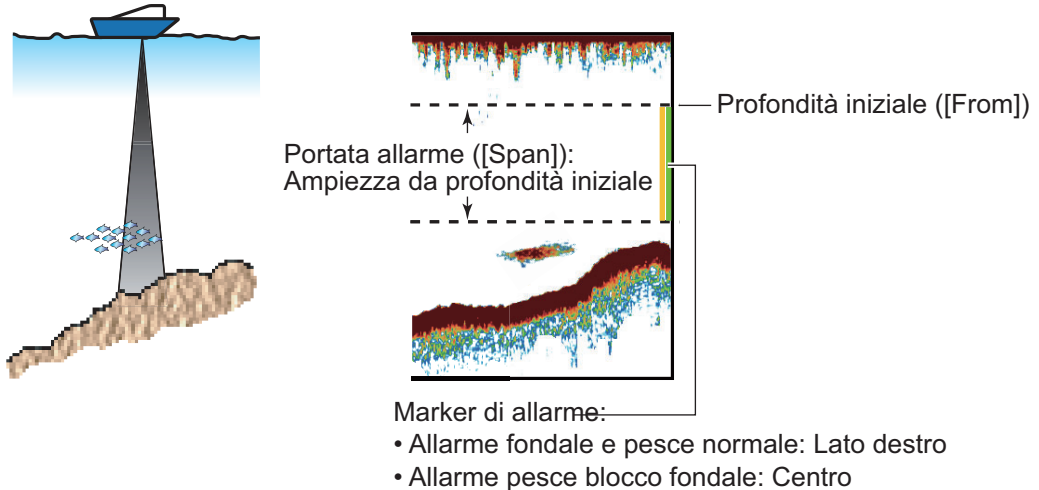 Profondità iniziale ([From])
Portata allarme ([Span]):
Ampiezza da profondità iniziale
Marker di allarme:
• Allarme fondale e pesce normale: Lato destro
• Allarme pesce blocco fondale: Centro